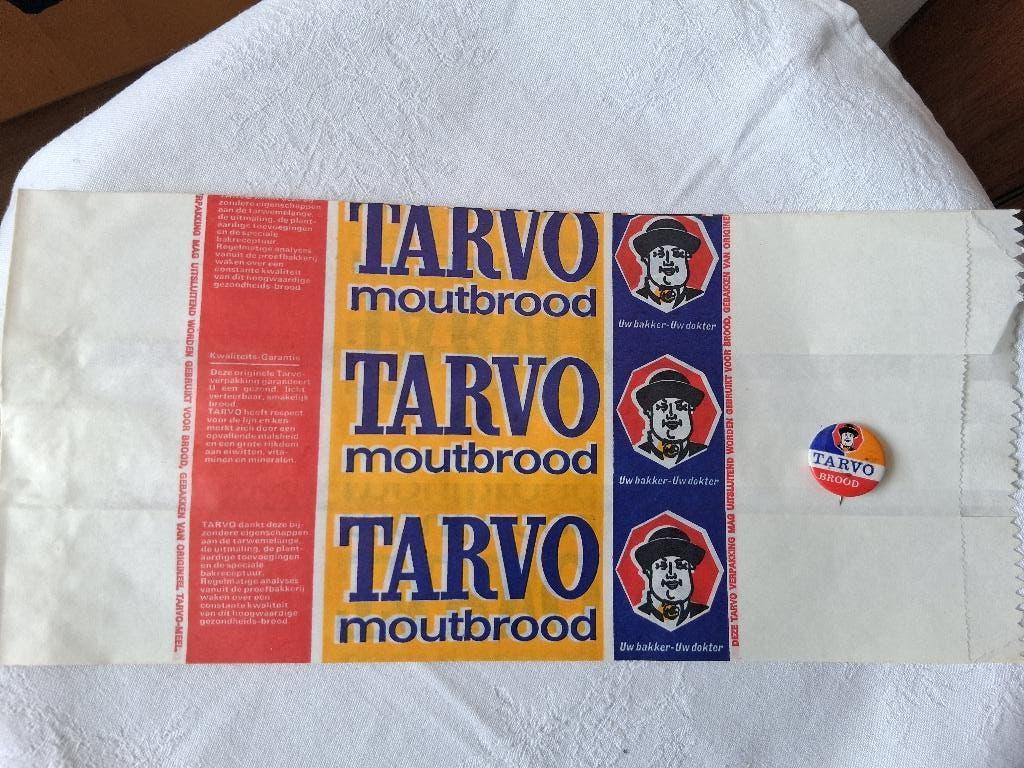 zondere eigenschappen
aan de tarwemelange,
de uitmaling, de plant-
aardige toevoegingen
en de speciale
bakreceptuur.
Regelmatige analyses
vanuit de proefbakkerij
waken over een
constante kwaliteit
van dit hoogwaardige
gezondheids-brood.
Kwaliteits-Garantie
Deze originele Tarvo-
verpakking garandeert
U een gezond, licht
verteerbaar, smakelijk
brood.
TARVO heeft respect
voor de lijn en ken-
merkt zich door een
opvallende malsheid
en een grote rijkdom
aan eiwitten, vita-
minen en mineralen.
TARVO dankt deze bij-
zondere eigenschappen
aan de tarwemelange,
de uitmaling, de plant-
aardige toevoegingen
en de speciale
bakreceptuur.
Regelmatige analyses
vanuit de proefbakkerij
waken over een
constante kwaliteit
van dit hoogwaardige
gezondheids-brood.
RPAKKING MAG UITSLUITEND WORDEN GEBRUIKT VOOR BROOD, GEBAKKEN VAN ORIGINEEL TARVO-MEEL.
TARVO
moutbrood
TARVO
moutbrood
TARVO
moutbrood
Uw bakker-Uw dokter
Uw bakker-Uw dokter
Uw bakker-Uw dokter
DEZE TARVO VERPAKKING MAG UITSLUITEND WORDEN GEBRUIKT VOOR BROOD, GEBAKKEN VAN ORIGINE
TARVO
BROOD